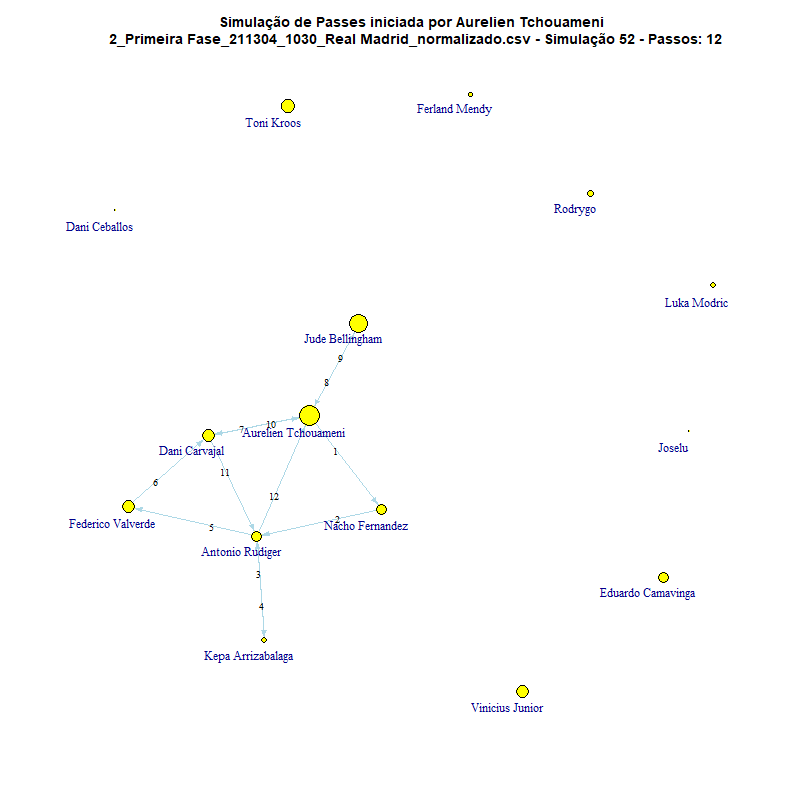 Simulação de Passes iniciada por Aurelien Tchouameni
2_Primeira Fase_211304_1030_Real Madrid_normalizado.csv - Simulação 52 - Passos: 12
Ferland Mendy
Toni Kroos
Rodrygo
Dani Ceballos
Luka Modric
Jude Bellingham
9
8
7
10
Aurelien Tchouameni
Dani Carvajal
1
Joselu
11
6
12
2
Federico Valverde
5
Nacho Fernandez
Antonio Rudiger
3
Eduardo Camavinga
4
Kepa Arrizabalaga
Vinicius Junior